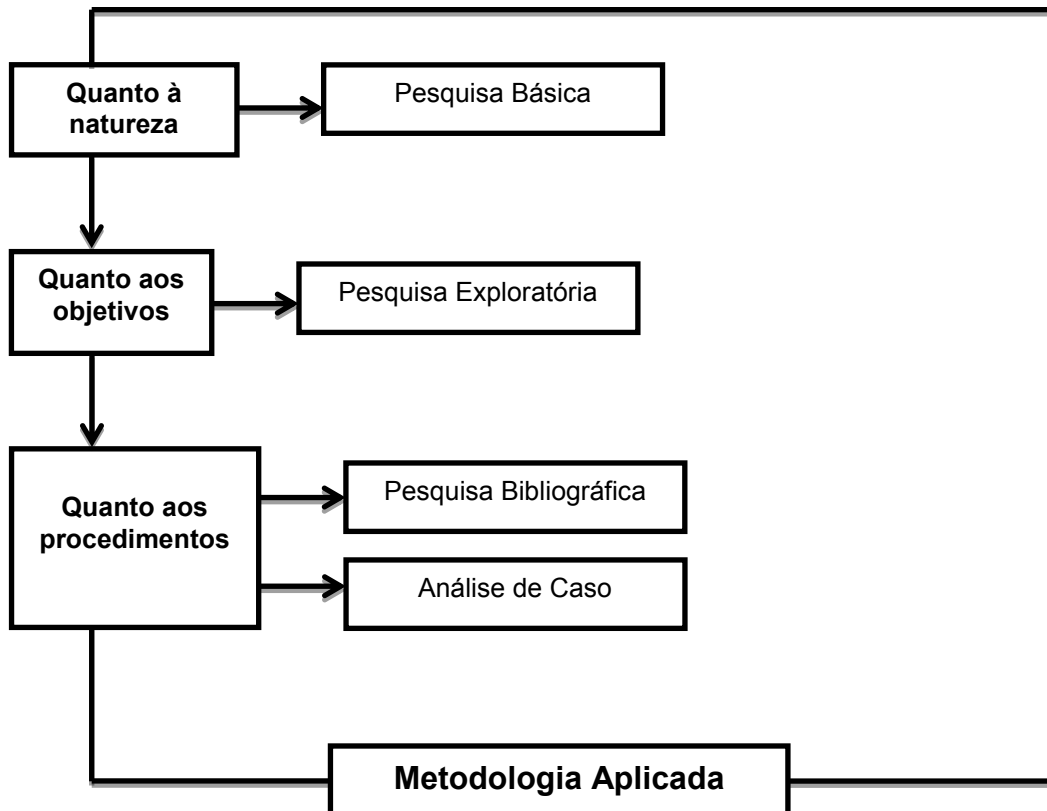 Quanto à
natureza
Pesquisa Básica
Quanto aos
objetivos
Pesquisa Exploratória
Quanto aos
procedimentos
Pesquisa Bibliográfica
Análise de Caso
Metodologia Aplicada